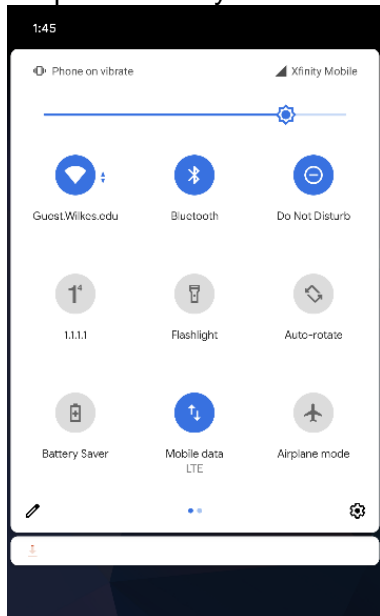 1:45
Phone on vibrate
Xfinity Mobile
Guest.Wilkes.edu
Bluetooth
Do Not Disturb
1⁴
1.1.1.1
Flashlight
Auto-rotate
Battery Saver
Mobile data
LTE
Airplane mode